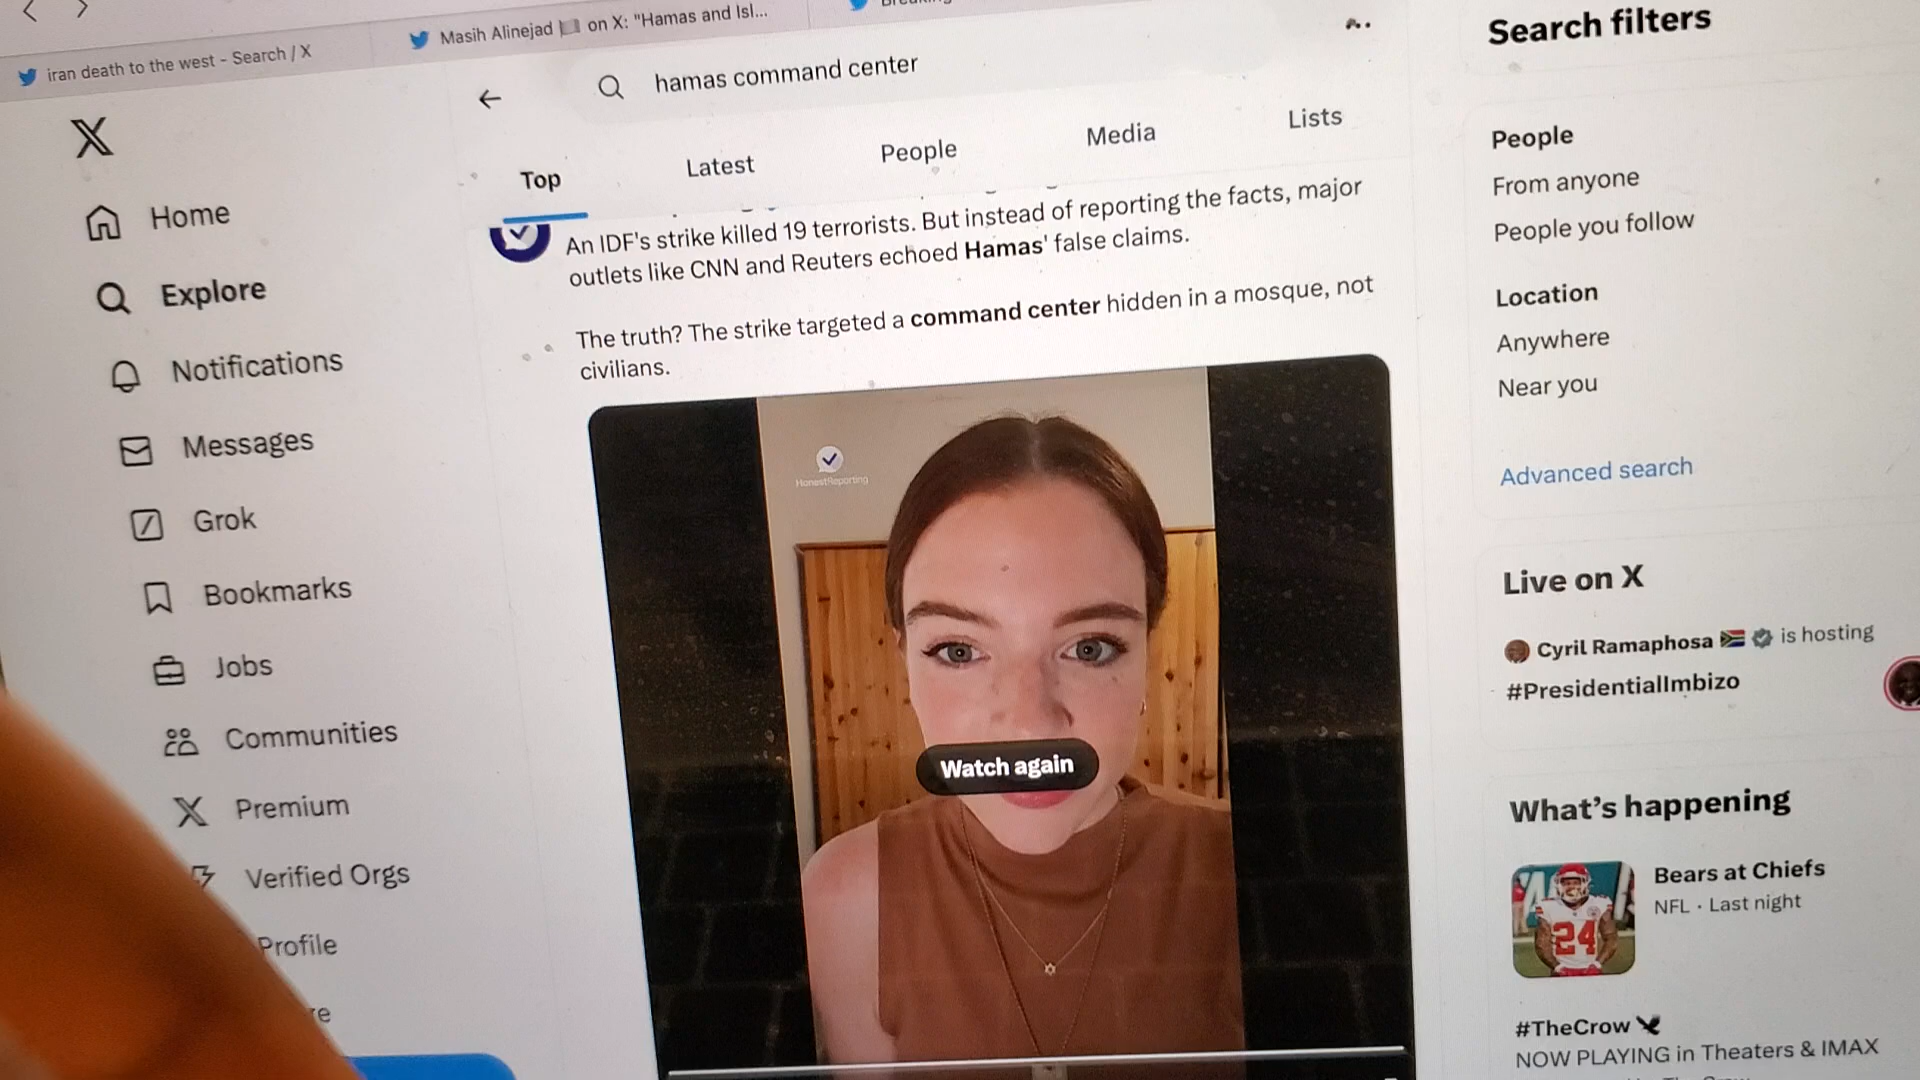 iran death to the west - Search / X
Masih Alinejad on X: "Hamas and Isl...
hamas command center
Top
Latest
People
Media
Lists
An IDF's strike killed 19 terrorists. But instead of reporting the facts, major
outlets like CNN and Reuters echoed Hamas' false claims.
The truth? The strike targeted a command center hidden in a mosque, not
civilians.
HonestReporting
Watch again
Home
Explore
Notifications
Messages
Grok
Bookmarks
Jobs
Communities
Premium
Verified Orgs
Profile
Search filters
People
From anyone
People you follow
Location
Anywhere
Near you
Advanced search
Live on X
Cyril Ramaphosa is hosting
#PresidentialImbizo
What's happening
Bears at Chiefs
NFL · Last night
24
#TheCrow
NOW PLAYING in Theaters & IMAX